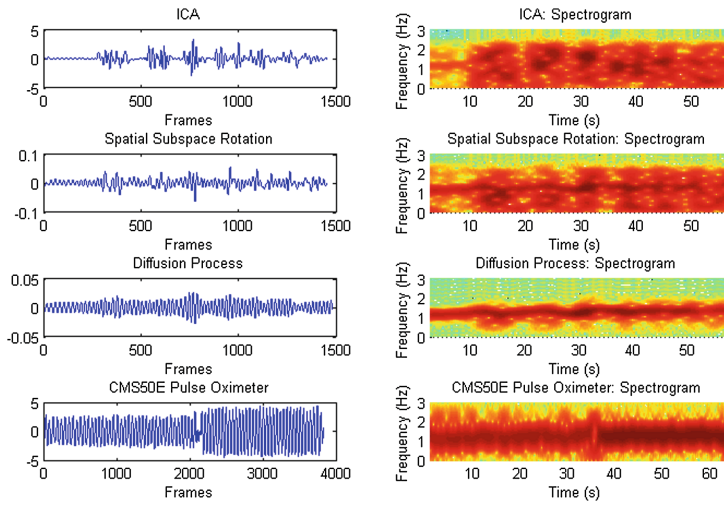 ICA
5
0
-5
0 500 1000 1500
Frames
ICA: Spectrogram
Frequency (Hz)
3
2
1
0
10 20 30 40 50
Time (s)
Spatial Subspace Rotation
0.1
0
-0.1
0 500 1000 1500
Frames
Spatial Subspace Rotation: Spectrogram
Frequency (Hz)
3
2
1
0
10 20 30 40 50
Time (s)
Diffusion Process
0.05
0
-0.05
0 500 1000 1500
Frames
Diffusion Process: Spectrogram
Frequency (Hz)
3
2
1
0
10 20 30 40 50
Time (s)
CMS50E Pulse Oximeter
5
0
-5
0 1000 2000 3000 4000
Frames
CMS50E Pulse Oximeter: Spectrogram
Frequency (Hz)
3
2
1
0
10 20 30 40 50 60
Time (s)